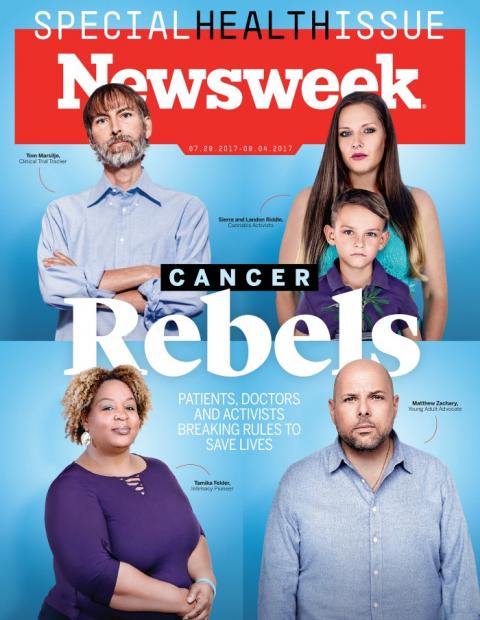 SPECIALHEALTHISSUE
Newsweek
07.28.2017-08.04.2017
Tom Marsilje,
Clinical Trial Tracker
Sierra and Landon Riddle,
Cannabis Activists
CANCER
Rebels
PATIENTS, DOCTORS
AND ACTIVISTS
BREAKING RULES TO
SAVE LIVES
Matthew Zachary,
Young Adult Advocate
Tamika Felder,
Intimacy Pioneer